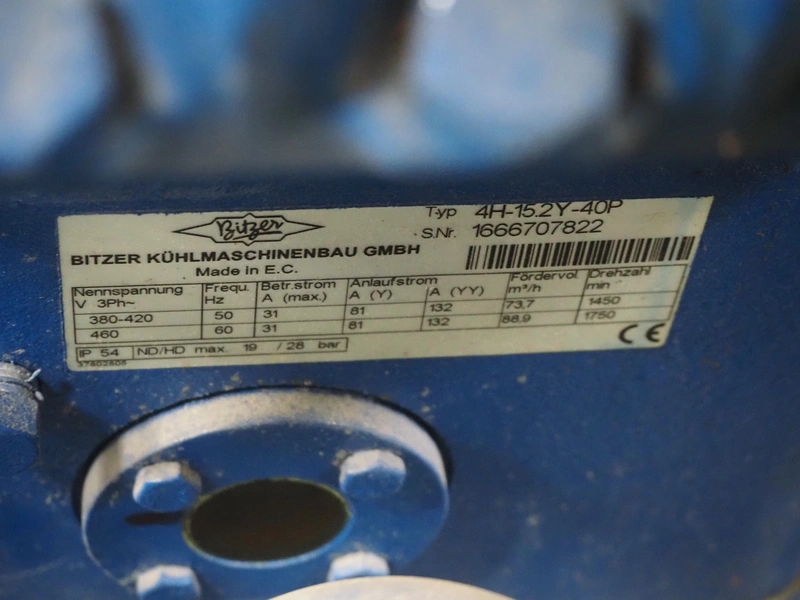 Bitzer
Typ 4H-15.2Y-40P
S.Nr. 1666707822
BITZER KÜHLMASCHINENBAU GMBH
Made in E.C.
Nennspannung Frequ. Betr.strom Anlaufstrom Fördervol. Drehzahl
V 3Ph~ Hz A (max.) A (Y) A (YY) m³/h min
380-420 50 31 81 132 73,7 1450
460 60 31 81 132 88,9 1750
IP 54 ND/HD max. 19 / 28 bar
CE
37802605